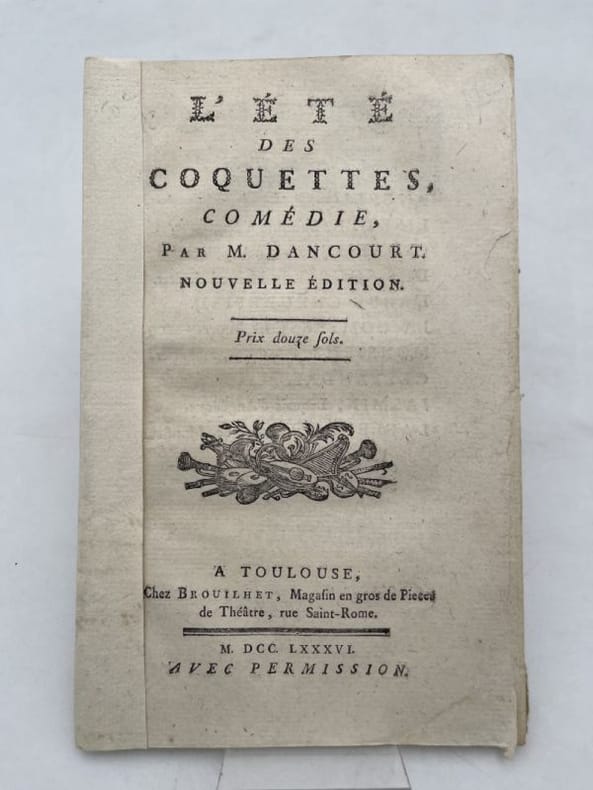 L'ÉTÉ
DES
COQUETTES,
COMÉDIE,
PAR M. DANCOURT.
NOUVELLE ÉDITION.
Prix douze ſols.
A TOULOUSE,
Chez BROUILHET, Magaſin en gros de Pieces
de Théâtre, rue Saint-Rome.
M. DCC. LXXXVI.
AVEC PERMISSION.